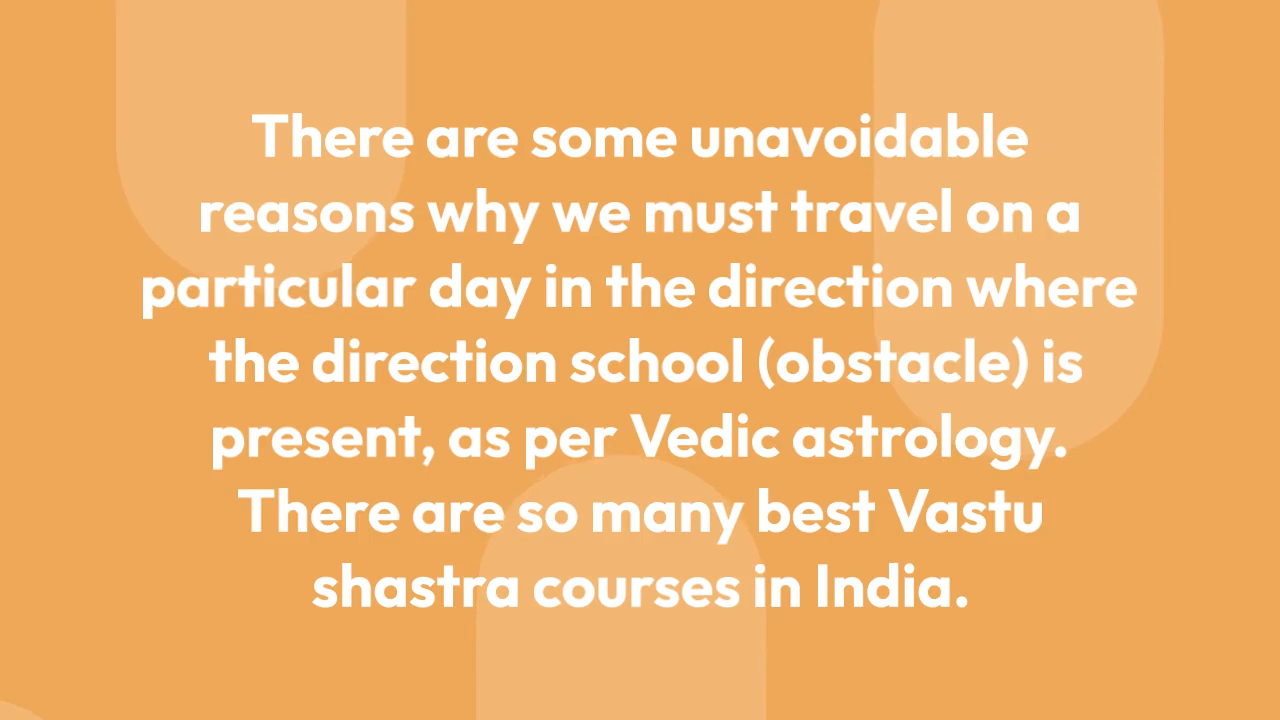 There are some unavoidable
reasons why we must travel on a
particular day in the direction where
the direction school (obstacle) is
present, as per Vedic astrology.
There are so many best Vastu
shastra courses in India.